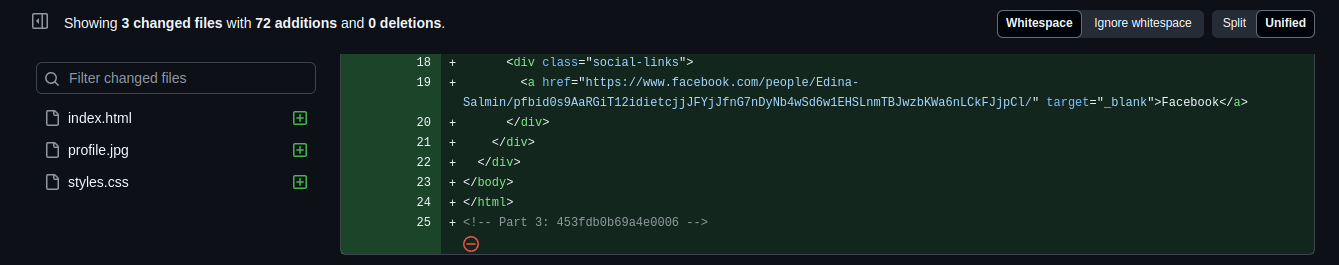 Showing 3 changed files with 72 additions and 0 deletions.
Whitespace Ignore whitespace Split Unified
Filter changed files
index.html
profile.jpg
styles.css
18 + <div class="social-links">
19 + <a href="https://www.facebook.com/people/Edina-
Salmin/pfbid0s9AaRGiT12idietcjjJFYjJfnG7nDyNb4wSd6w1EHSLnmTBJwzbKWa6nLCkFJjpCl/" target="_blank">Facebook</a>
20 + </div>
21 + </div>
22 + </div>
23 + </body>
24 + </html>
25 + <!-- Part 3: 453fdb0b69a4e0006 -->